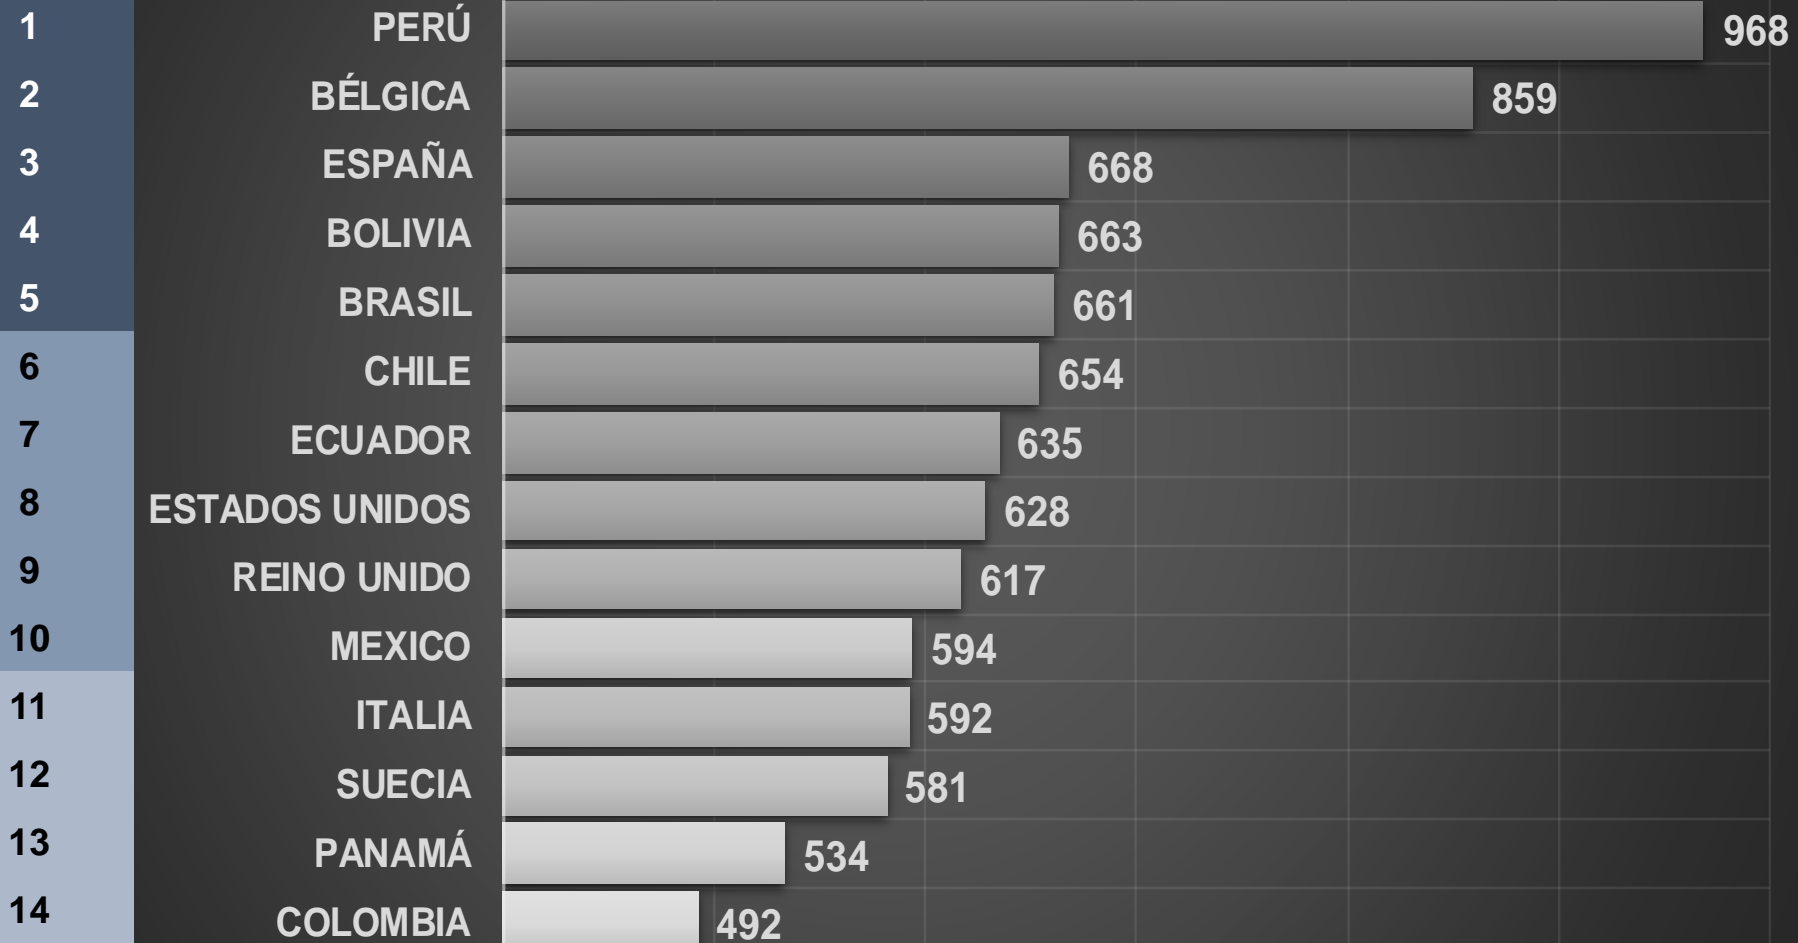 1 PERÚ 968
2 BÉLGICA 859
3 ESPAÑA 668
4 BOLIVIA 663
5 BRASIL 661
6 CHILE 654
7 ECUADOR 635
8 ESTADOS UNIDOS 628
9 REINO UNIDO 617
10 MEXICO 594
11 ITALIA 592
12 SUECIA 581
13 PANAMÁ 534
14 COLOMBIA 492